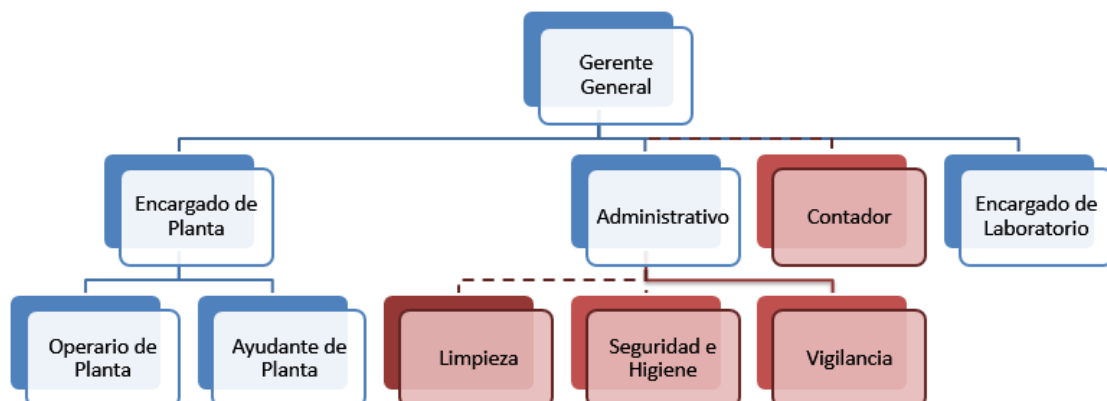 Gerente
General
Encargado de
Planta
Administrativo
Contador
Encargado de
Laboratorio
Operario de
Planta
Ayudante de
Planta
Limpieza
Seguridad e
Higiene
Vigilancia